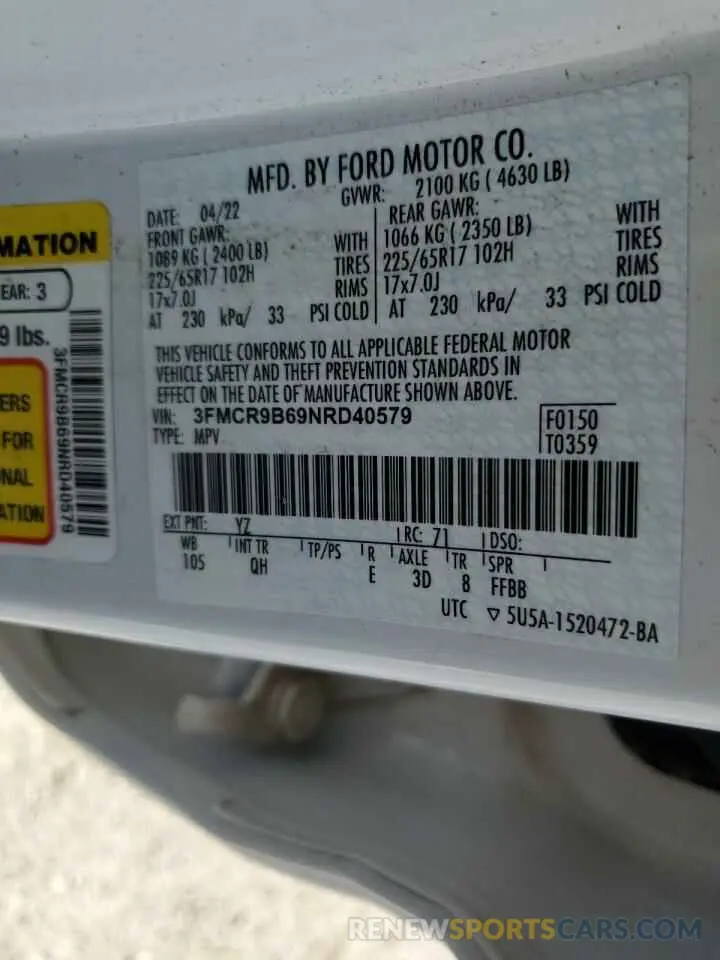 MATION
EAR: 3
9 lbs.
ERS
FOR
NAL
ATION
3FMCR9B69NRD40579
MFD. BY FORD MOTOR CO.
DATE: 04/22 GVWR: 2100 KG ( 4630 LB)
FRONT GAWR:
1089 KG ( 2400 LB) WITH
225/65R17 102H TIRES
17x7.0J RIMS
AT 230 kPa/ 33 PSI COLD
REAR GAWR: WITH
1066 KG ( 2350 LB) TIRES
225/65R17 102H RIMS
17x7.0J
AT 230 kPa/ 33 PSI COLD
THIS VEHICLE CONFORMS TO ALL APPLICABLE FEDERAL MOTOR
VEHICLE SAFETY AND THEFT PREVENTION STANDARDS IN
EFFECT ON THE DATE OF MANUFACTURE SHOWN ABOVE.
VIN: 3FMCR9B69NRD40579 F0150
TYPE: MPV T0359
EXT PNT: YZ RC: 71 DSO:
WB INT TR TP/PS R AXLE TR SPR
105 QH E 3D 8 FFBB
UTC ▽ 5U5A-1520472-BA
RENEWSPORTSCARS.COM